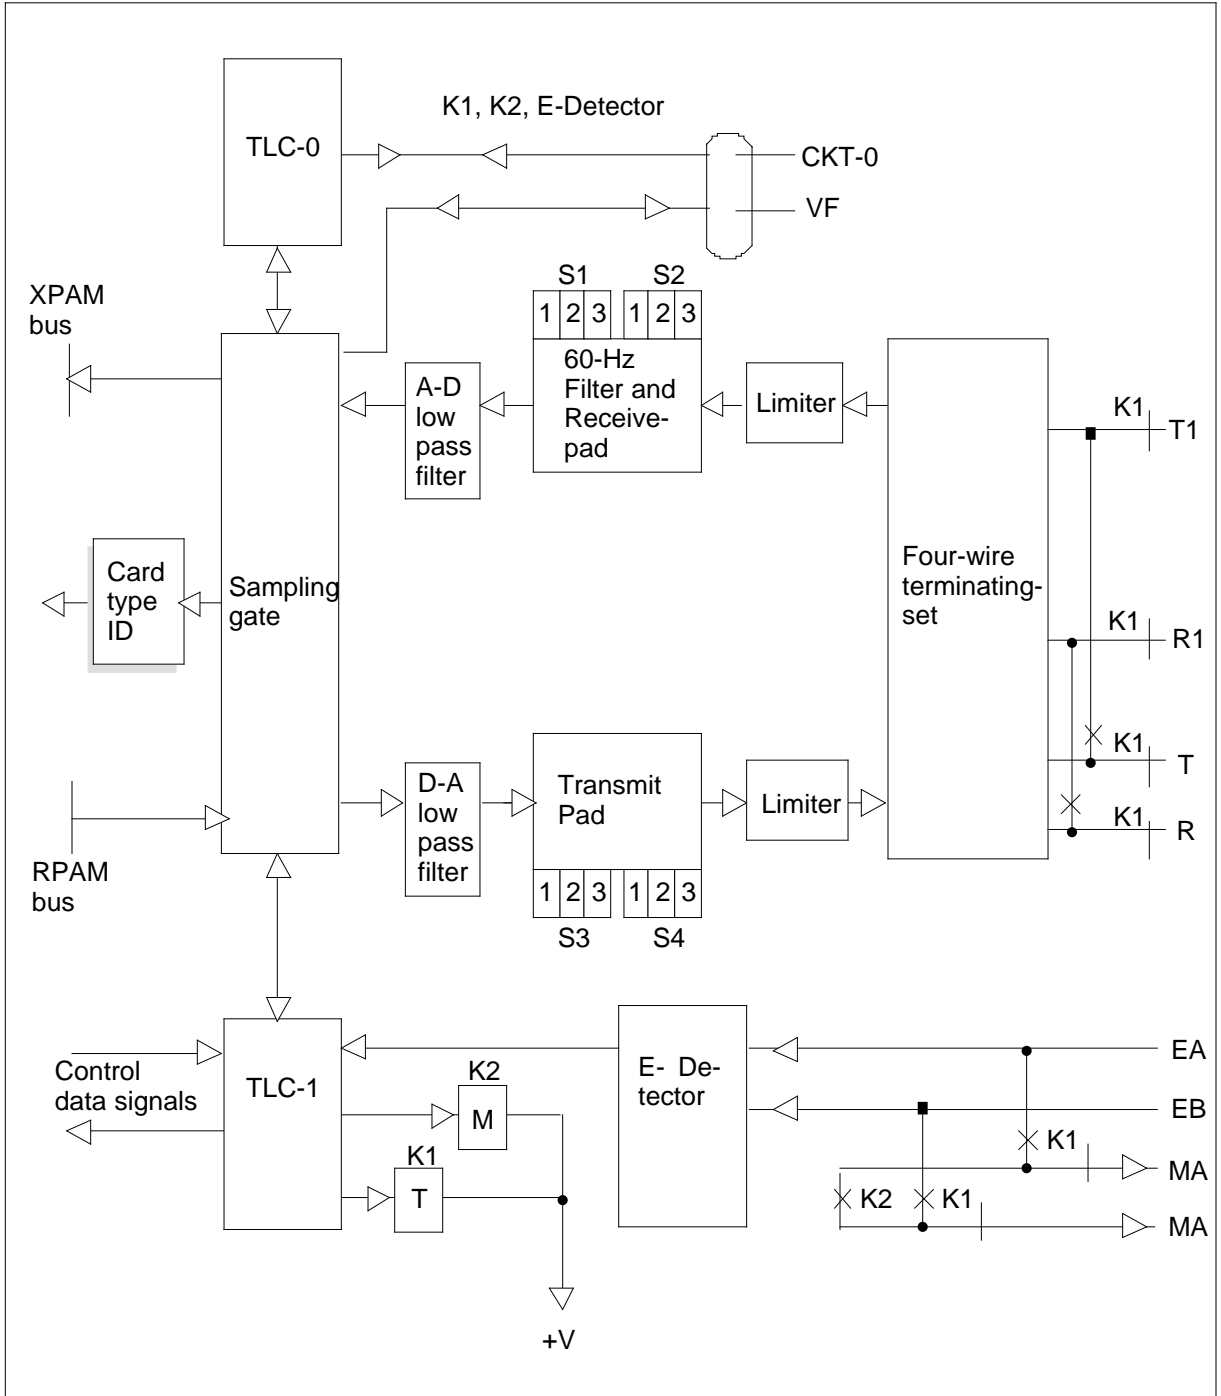 K1, K2, E-Detector
TLC-0
CKT-0
VF
S1
S2
XPAM
bus
1 2 3
1 2 3
60-Hz
Filter and
Receive-
pad
A-D
low
pass
filter
Limiter
K1
T1
Card
type
ID
Sampling
gate
Four-wire
terminating-
set
K1
R1
K1
T
D-A
low
pass
filter
Transmit
Pad
Limiter
K1
R
RPAM
bus
1 2 3
1 2 3
S3
S4
Control
data signals
TLC-1
K2
M
K1
T
E- De-
tector
EA
EB
K1
MA
K2
K1
MA
+V